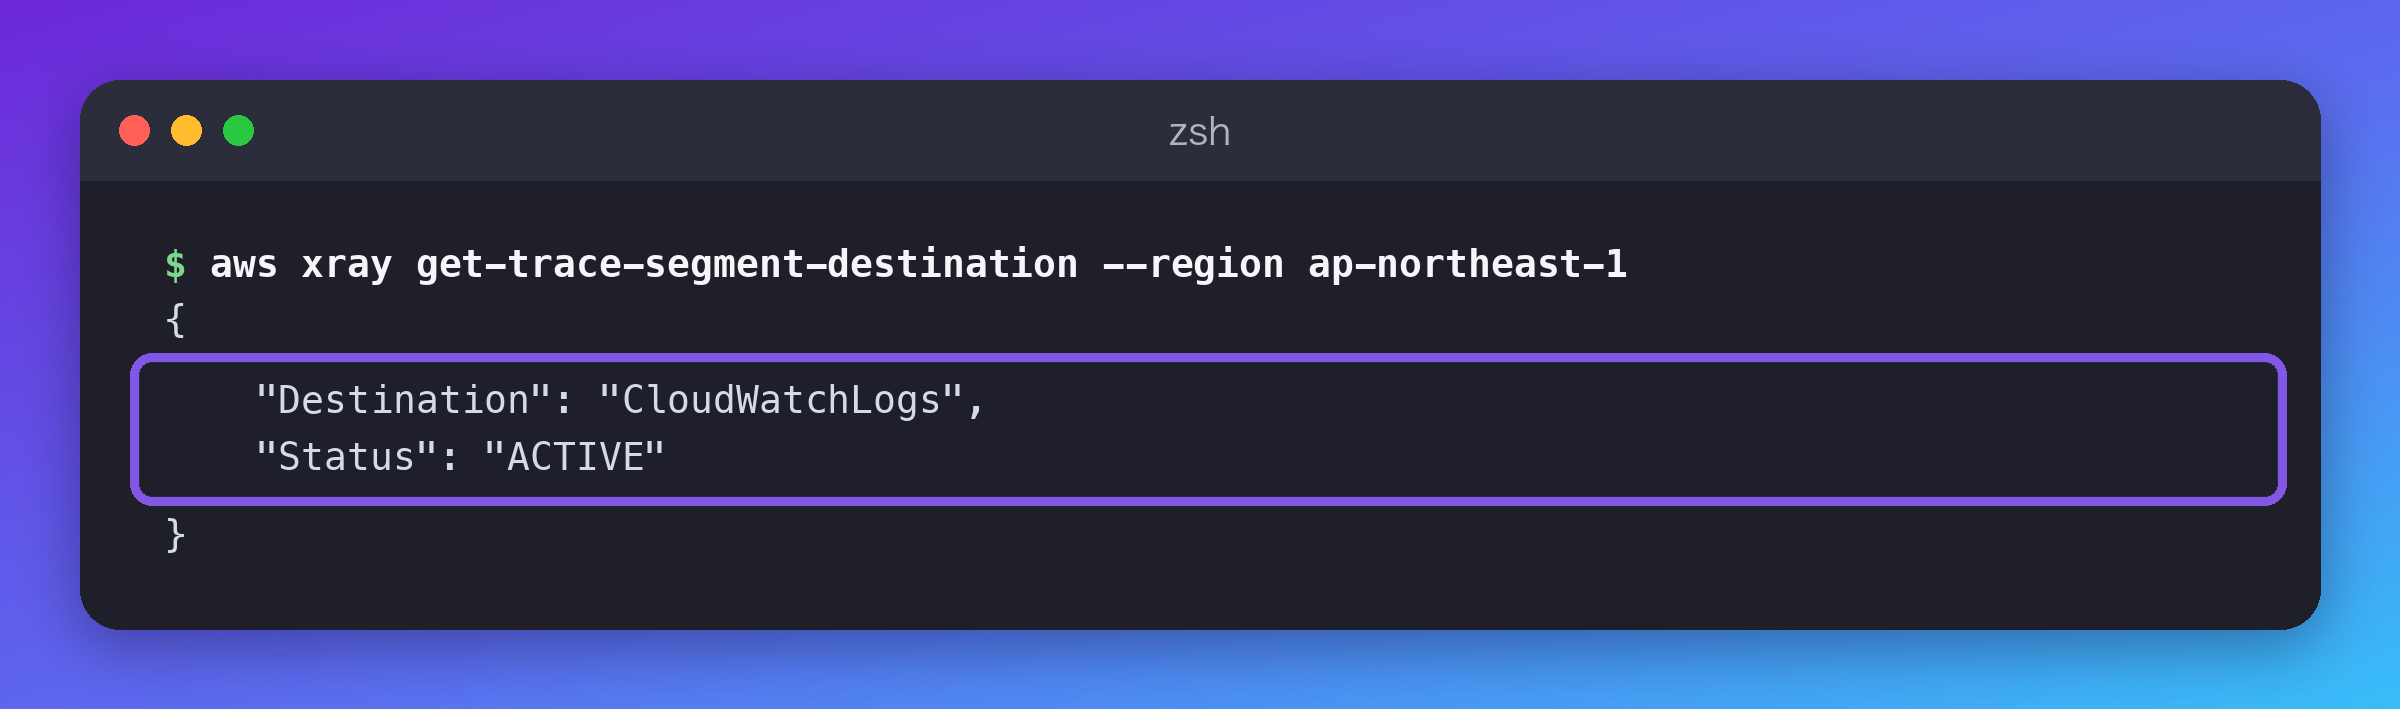 zsh
$ aws xray get-trace-segment-destination --region ap-northeast-1
{
    "Destination": "CloudWatchLogs",
    "Status": "ACTIVE"
}